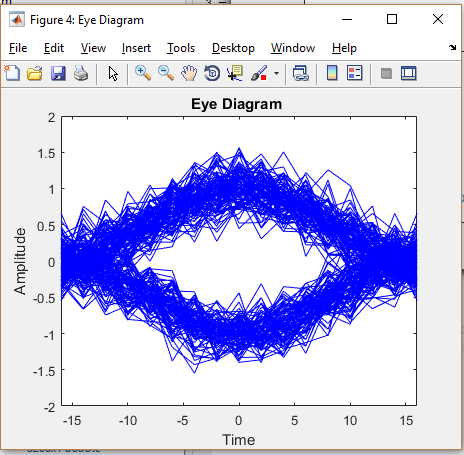 Figure 4: Eye Diagram
File Edit View Insert Tools Desktop Window Help
Eye Diagram
2
1.5
1
0.5
0
-0.5
-1
-1.5
-2
Amplitude
-15 -10 -5 0 5 10 15
Time